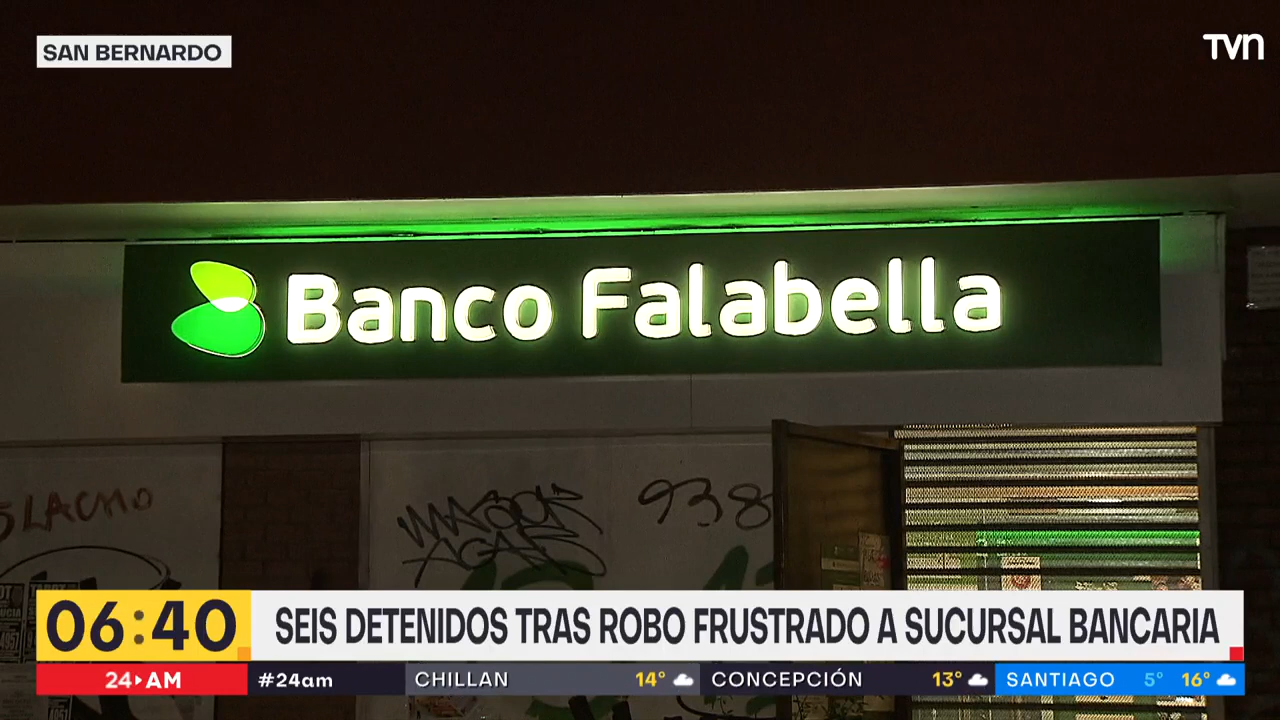 SAN BERNARDO
TVN
Banco Falabella
SLACHO
938
06:40
SEIS DETENIDOS TRAS ROBO FRUSTRADO A SUCURSAL BANCARIA
24 AM
#24am
CHILLAN 14°
CONCEPCIÓN 13°
SANTIAGO 5° 16°